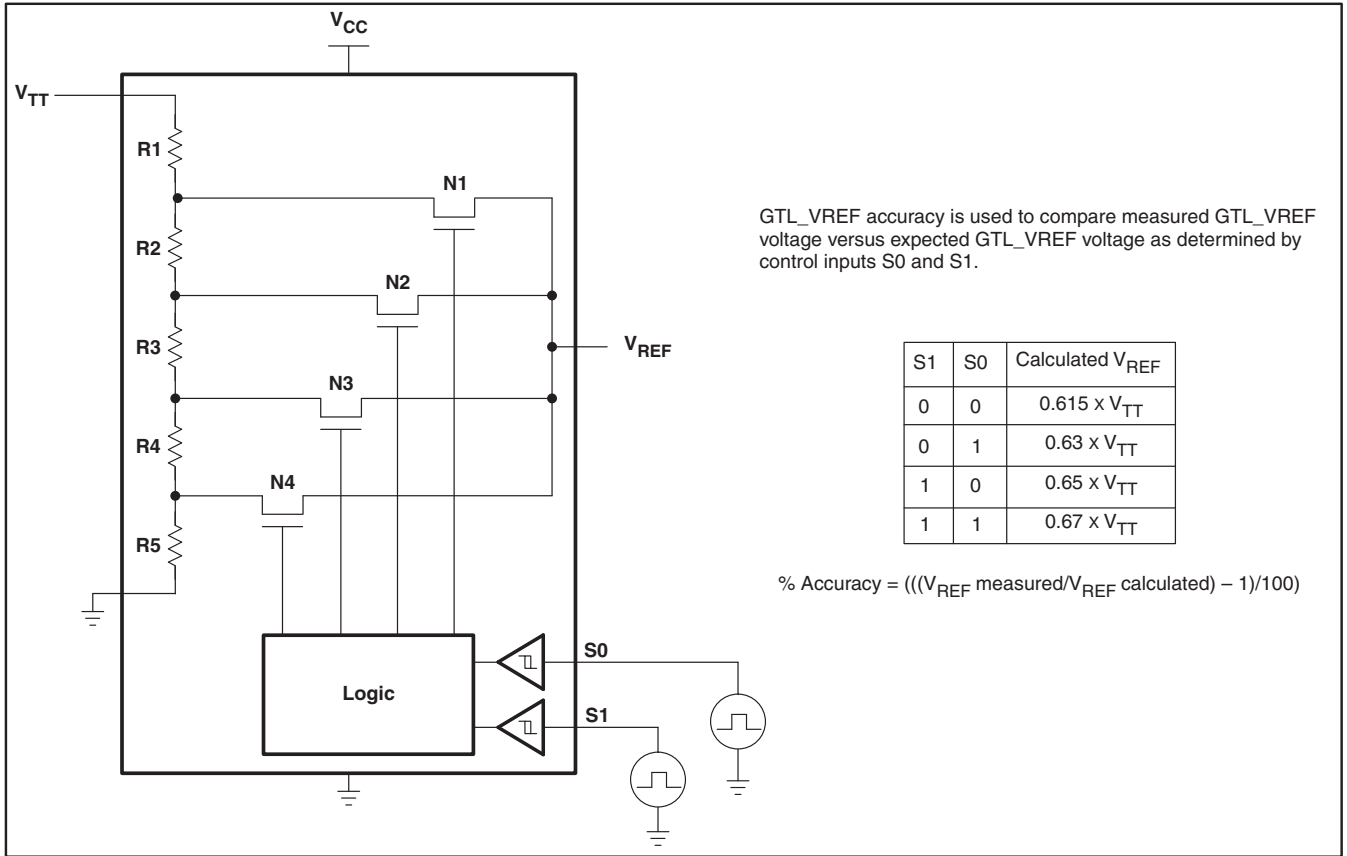 VCC
VTT
R1
N1
R2
N2
R3
VREF
N3
R4
N4
R5
Logic
S0
S1
GTL_VREF accuracy is used to compare measured GTL_VREF
voltage versus expected GTL_VREF voltage as determined by
control inputs S0 and S1.
S1 S0 Calculated VREF
0 0 0.615 x VTT
0 1 0.63 x VTT
1 0 0.65 x VTT
1 1 0.67 x VTT
% Accuracy = (((VREF measured/VREF calculated) – 1)/100)